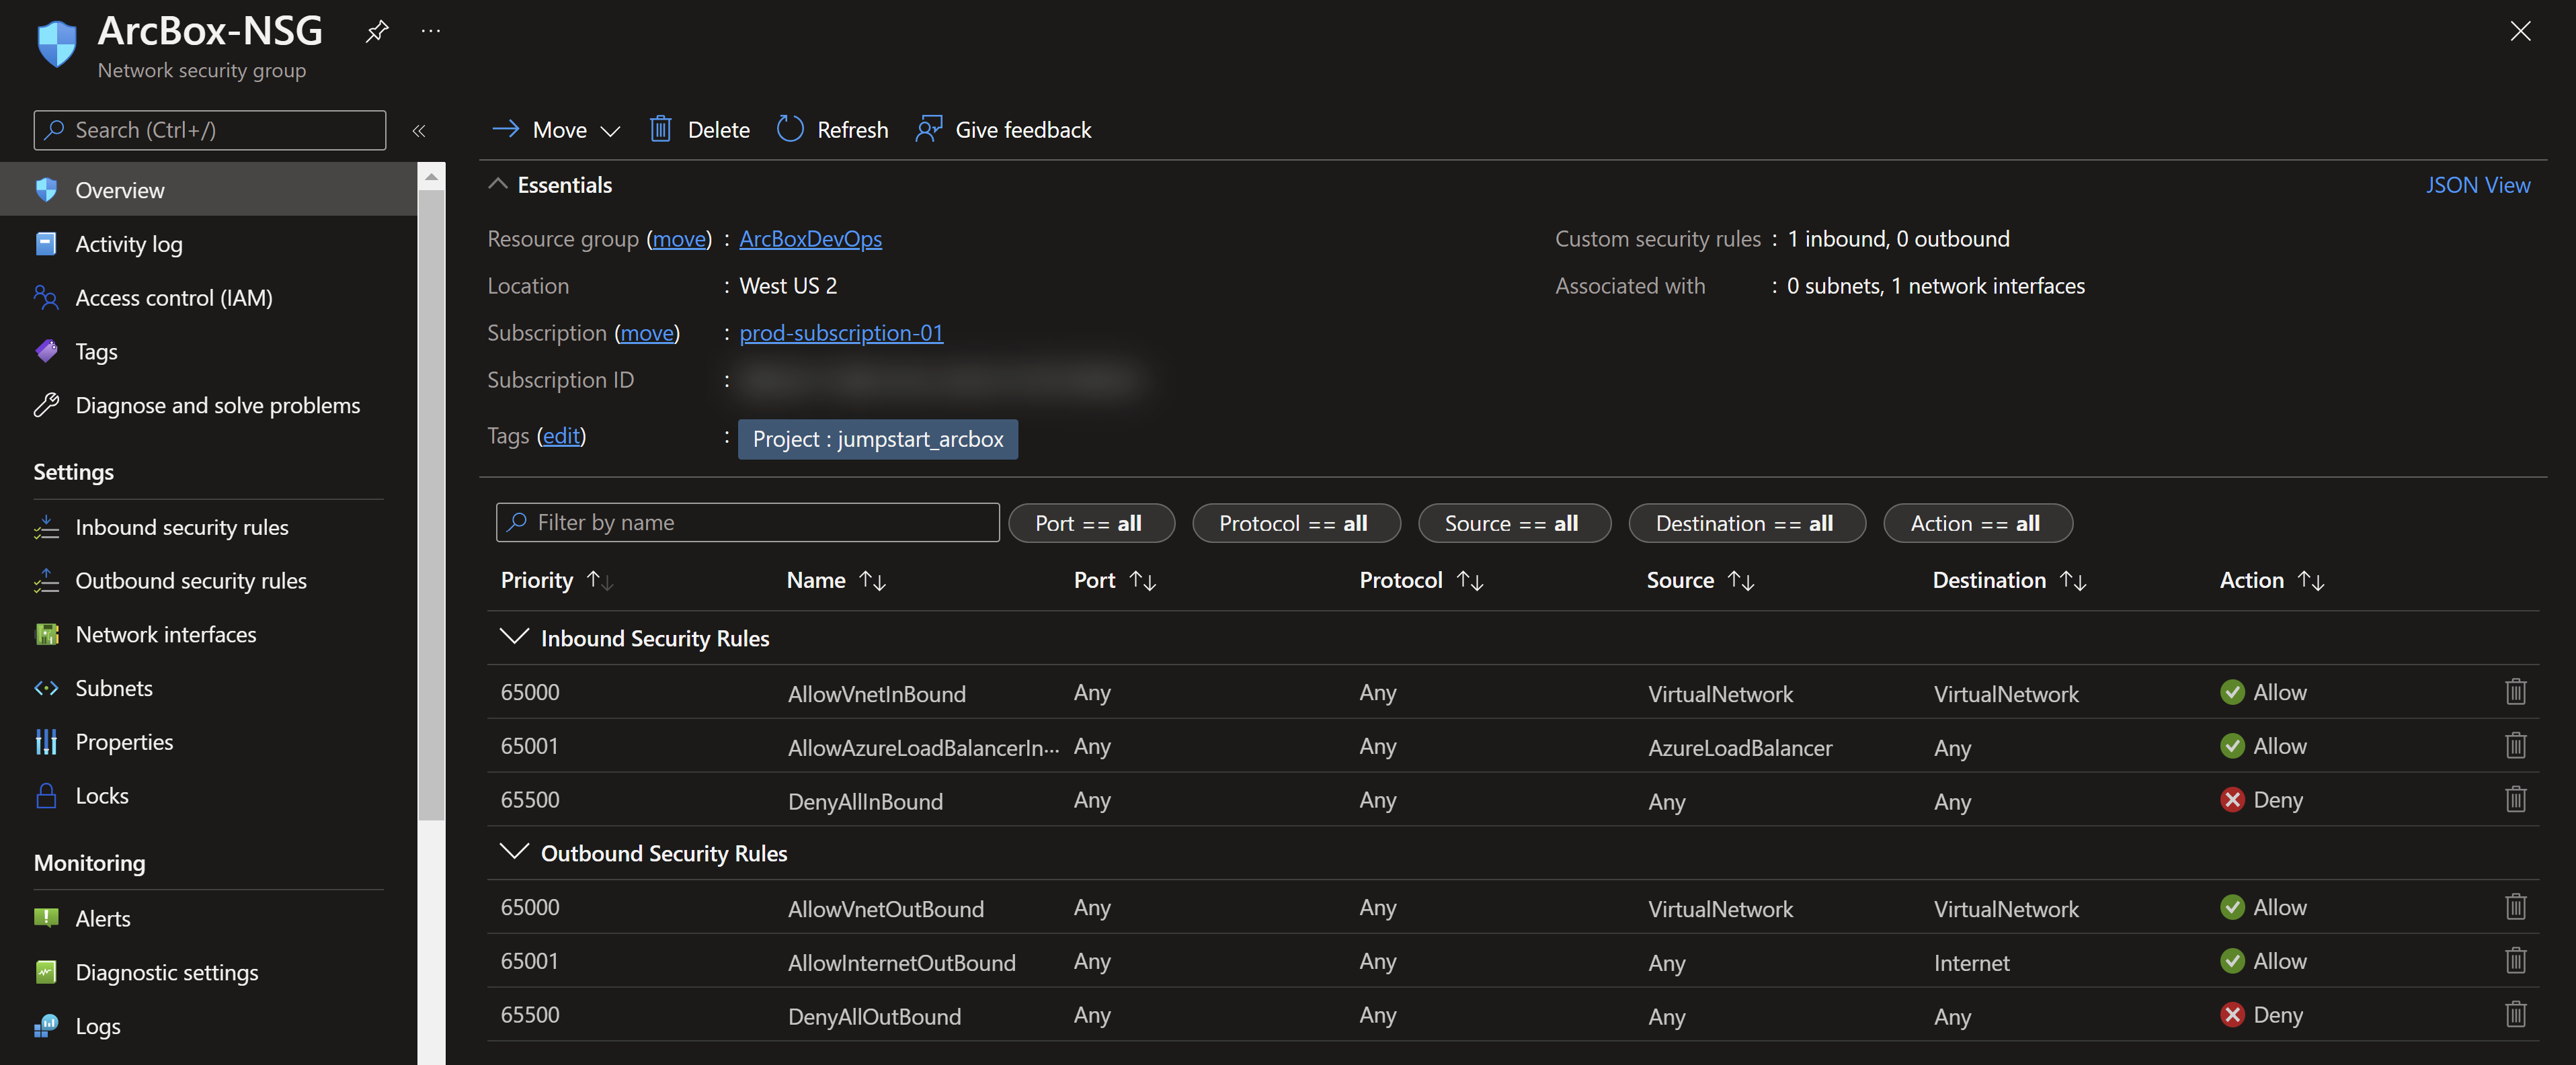 ArcBox-NSG
Network security group
Search (Ctrl+/)
Overview
Activity log
Access control (IAM)
Tags
Diagnose and solve problems
Settings
Inbound security rules
Outbound security rules
Network interfaces
Subnets
Properties
Locks
Monitoring
Alerts
Diagnostic settings
Logs
Move Delete Refresh Give feedback
Essentials JSON View
Resource group (move) : ArcBoxDevOps
Location : West US 2
Subscription (move) : prod-subscription-01
Subscription ID :
Tags (edit) : Project : jumpstart_arcbox
Custom security rules : 1 inbound, 0 outbound
Associated with : 0 subnets, 1 network interfaces
Filter by name Port == all Protocol == all Source == all Destination == all Action == all
Priority Name Port Protocol Source Destination Action
Inbound Security Rules
65000 AllowVnetInBound Any Any VirtualNetwork VirtualNetwork Allow
65001 AllowAzureLoadBalancerIn... Any Any AzureLoadBalancer Any Allow
65500 DenyAllInBound Any Any Any Any Deny
Outbound Security Rules
65000 AllowVnetOutBound Any Any VirtualNetwork VirtualNetwork Allow
65001 AllowInternetOutBound Any Any Any Internet Allow
65500 DenyAllOutBound Any Any Any Any Deny